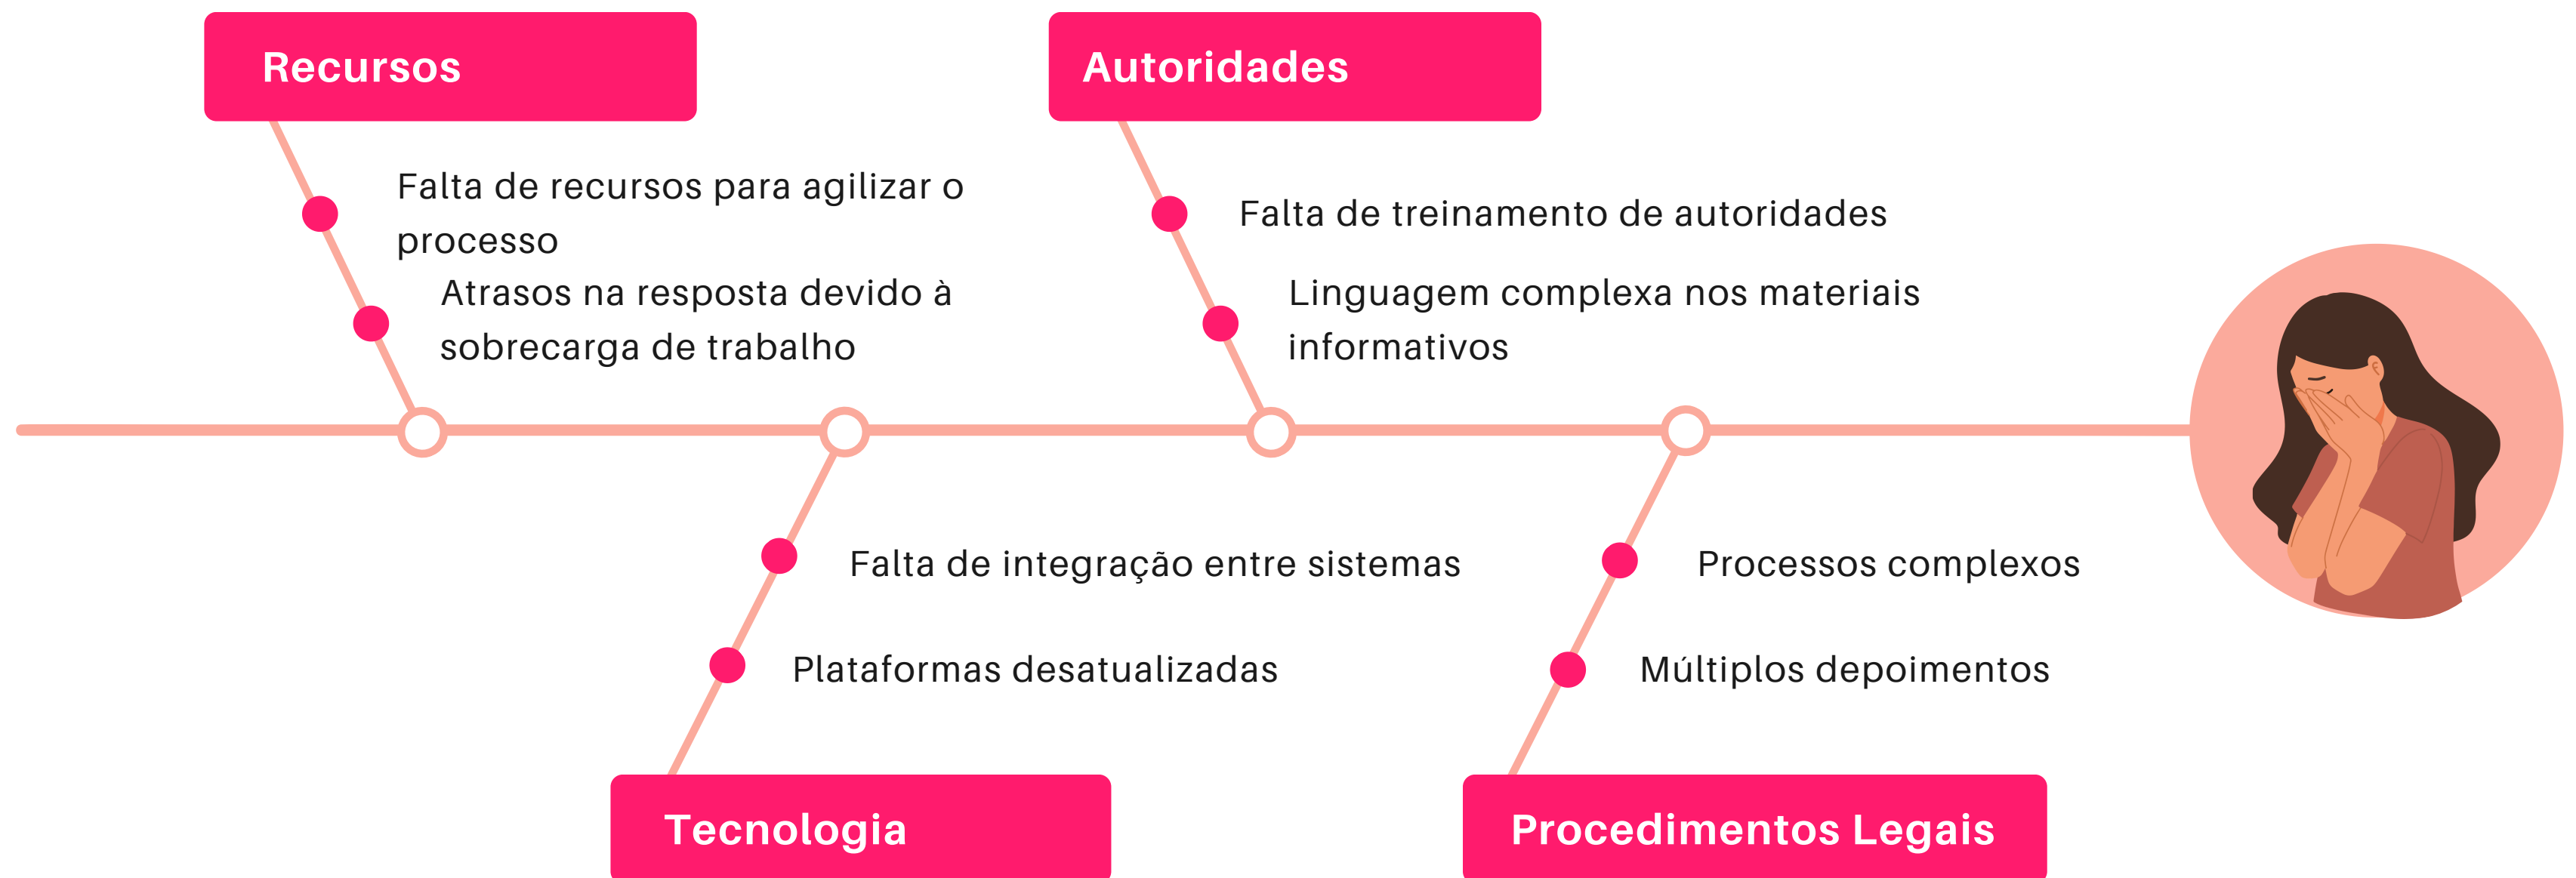 Recursos
Autoridades
Falta de recursos para agilizar o
processo
Atrasos na resposta devido à
sobrecarga de trabalho
Falta de treinamento de autoridades
Linguagem complexa nos materiais
informativos
Falta de integração entre sistemas
Plataformas desatualizadas
Processos complexos
Múltiplos depoimentos
Tecnologia
Procedimentos Legais